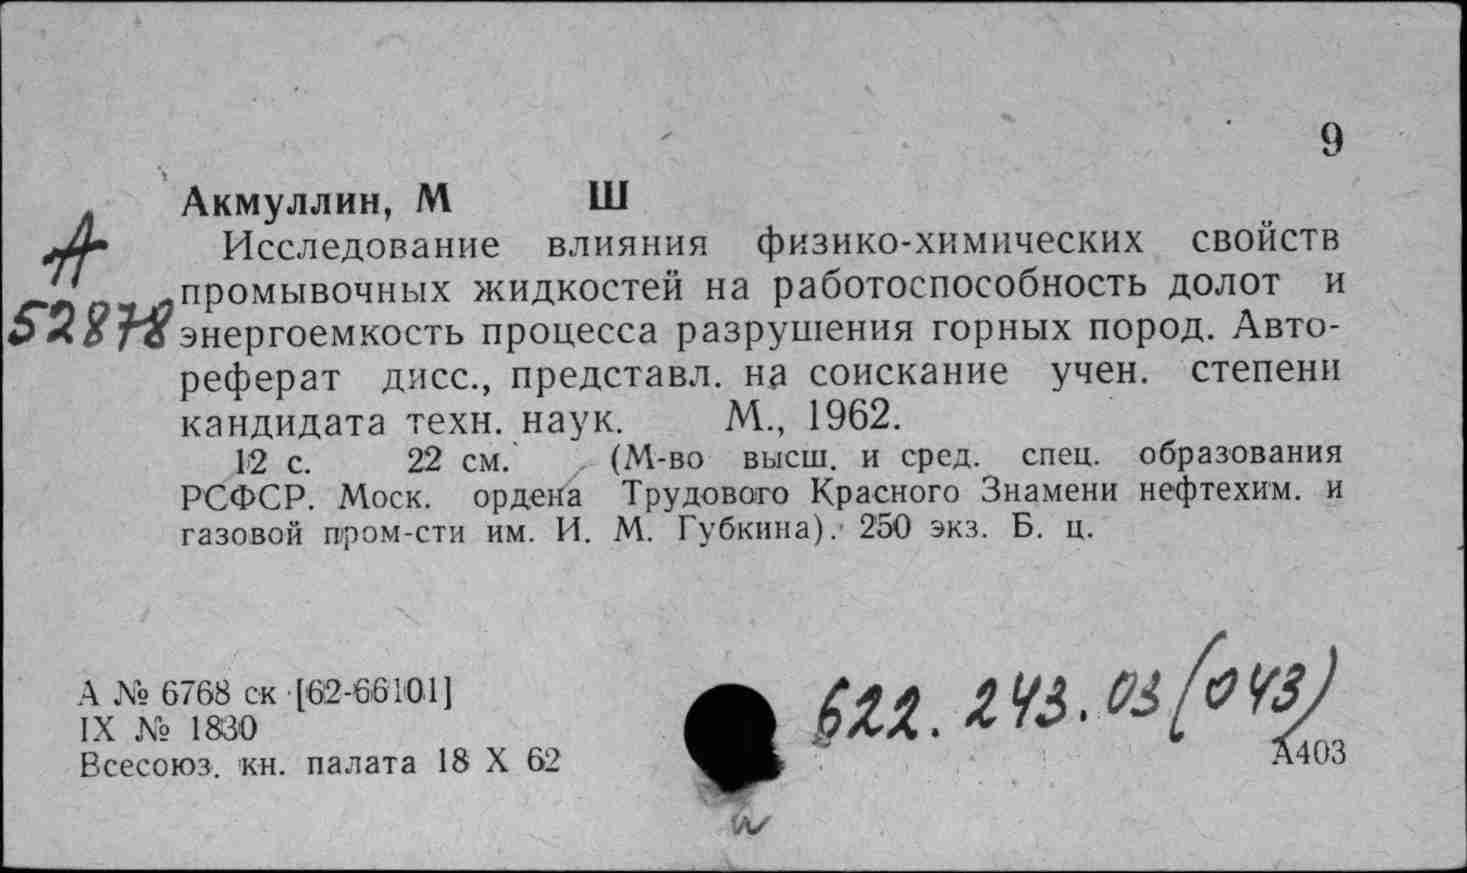 9
Акмуллин, М Ш
А Исследование влияния физико-химических свойств
промывочных жидкостей на работоспособность долот и
52878 энергоемкость процесса разрушения горных пород. Авто-
реферат дисс., представл. на соискание учен. степени
кандидата техн. наук. М., 1962.
12 с. 22 см. (М-во высш. и сред. спец. образования
РСФСР. Моск. ордена Трудового Красного Знамени нефтехим. и
газовой пром-сти им. И. М. Губкина). 250 экз. Б. ц.
622.243.03(043)
А № 6768 ск [62-66101]
IX № 1830
Всесоюз. кн. палата 18 X 62
А403